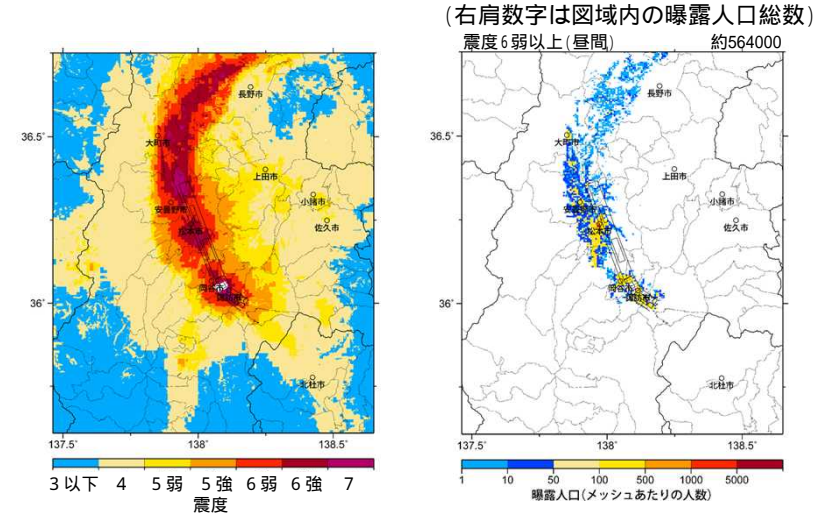 (右肩数字は図域内の曝露人口総数)
震度6弱以上(昼間) 約564000
長野市
36.5°
大町市
上田市
小諸市
安曇野市
佐久市
松本市
岡谷市
諏訪市
36°
北杜市
137.5° 138° 138.5°
3以下 4 5弱 5強 6弱 6強 7
震度
長野市
36.5°
大町市
上田市
小諸市
安曇野市
佐久市
松本市
岡谷市
諏訪市
36°
北杜市
137.5° 138° 138.5°
1 10 50 100 500 1000 5000
曝露人口(メッシュあたりの人数)